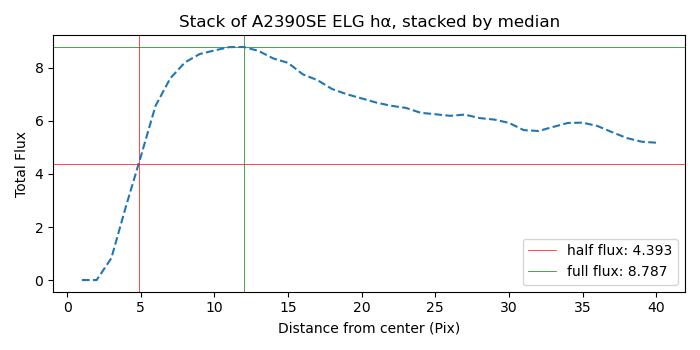 Stack of A2390SE ELG hα, stacked by median
Total Flux
8
6
4
2
0
half flux: 4.393
full flux: 8.787
0 5 10 15 20 25 30 35 40
Distance from center (Pix)